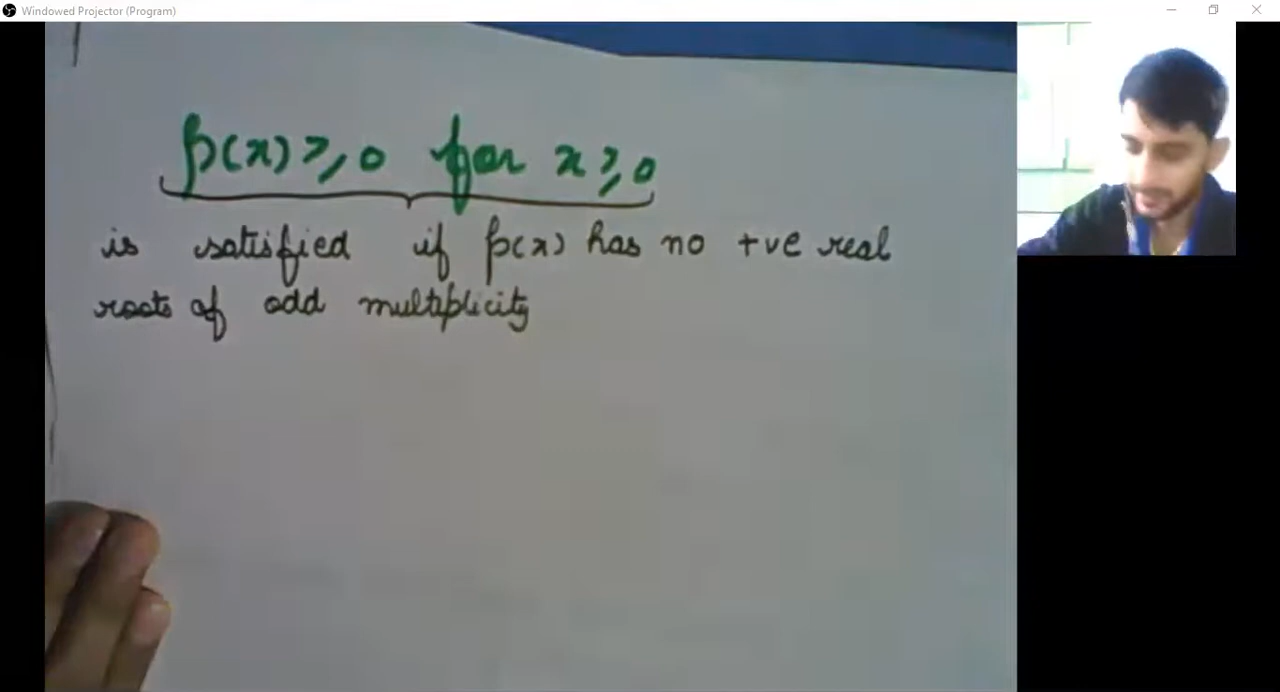 Windowed Projector (Program)
p(x) ⩾ 0 for x ⩾ 0
is satisfied if p(x) has no +ve real
roots of odd multiplicity